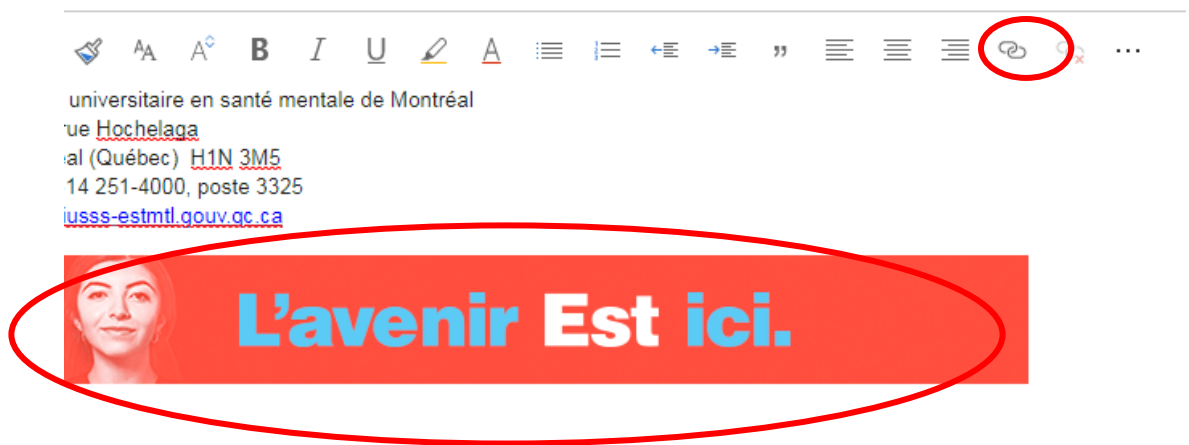 B I U A
universitaire en santé mentale de Montréal
rue Hochelaga
al (Québec) H1N 3M5
14 251-4000, poste 3325
iusss-estmtl.gouv.qc.ca
L'avenir Est ici.